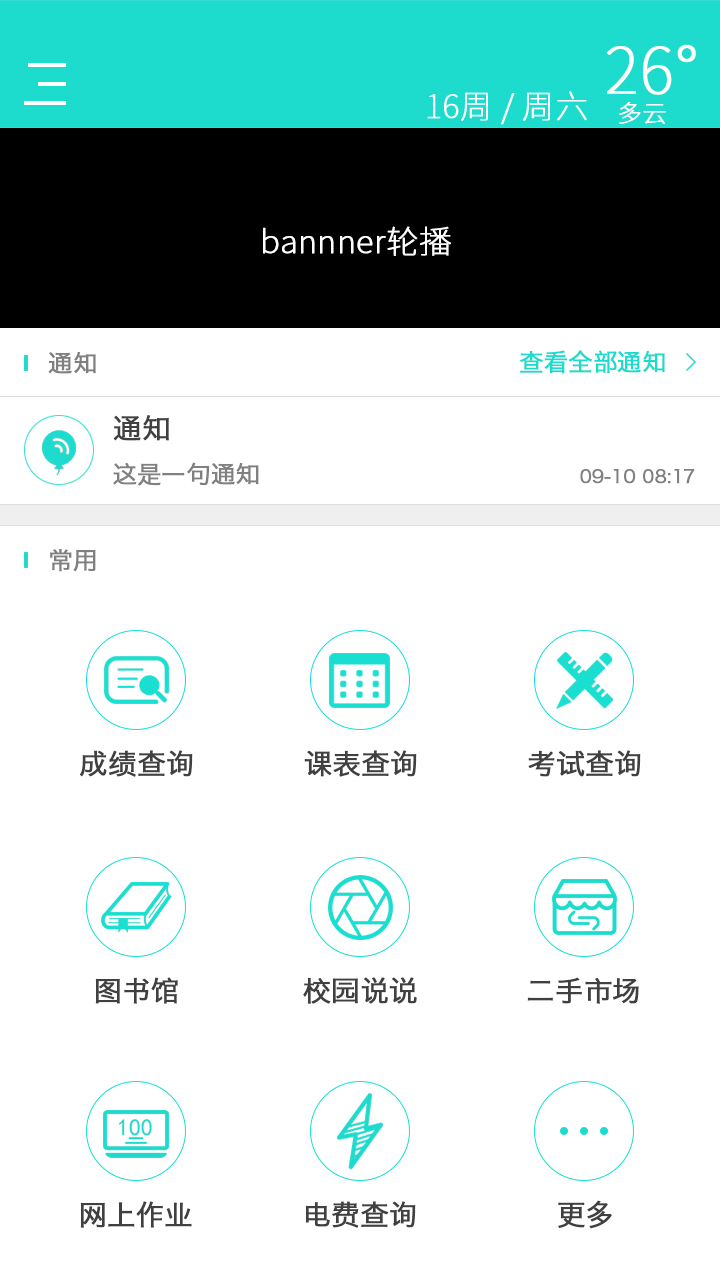 26°
16周 / 周六
多云
bannner轮播
通知
查看全部通知
通知
这是一句通知
09-10 08:17
常用
成绩查询
课表查询
考试查询
图书馆
校园说说
二手市场
100
网上作业
电费查询
更多